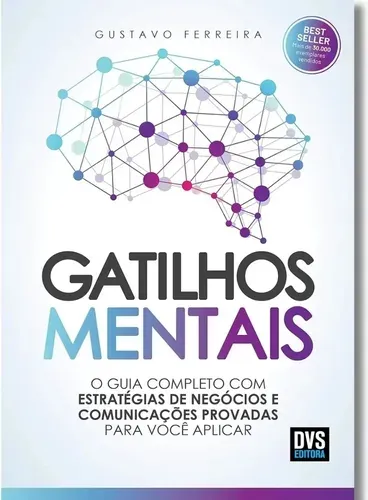 GUSTAVO FERREIRA
BEST
SELLER
Mais de 30.000
exemplares
vendidos
GATILHOS
MENTAIS
O GUIA COMPLETO COM
ESTRATÉGIAS DE NEGÓCIOS E
COMUNICAÇÕES PROVADAS
PARA VOCÊ APLICAR
DVS
EDITORA